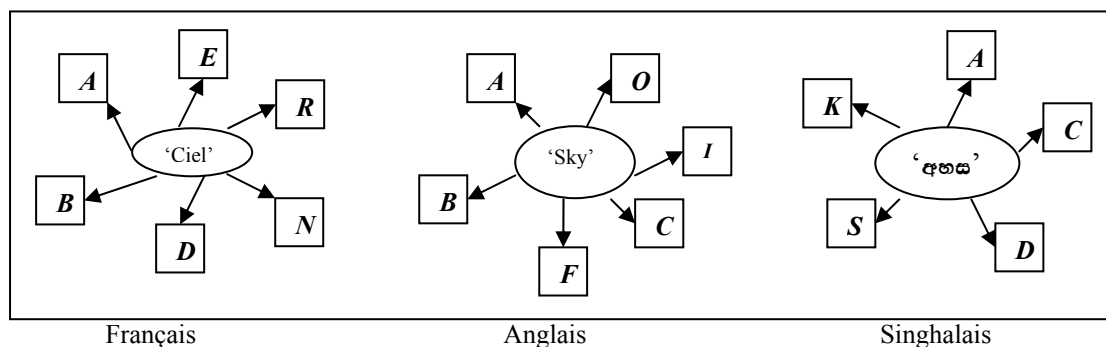 E
A
R
'Ciel'
B
D
N
Français
A
O
I
'Sky'
B
C
F
Anglais
A
K
C
'අහස'
S
D
Singhalais